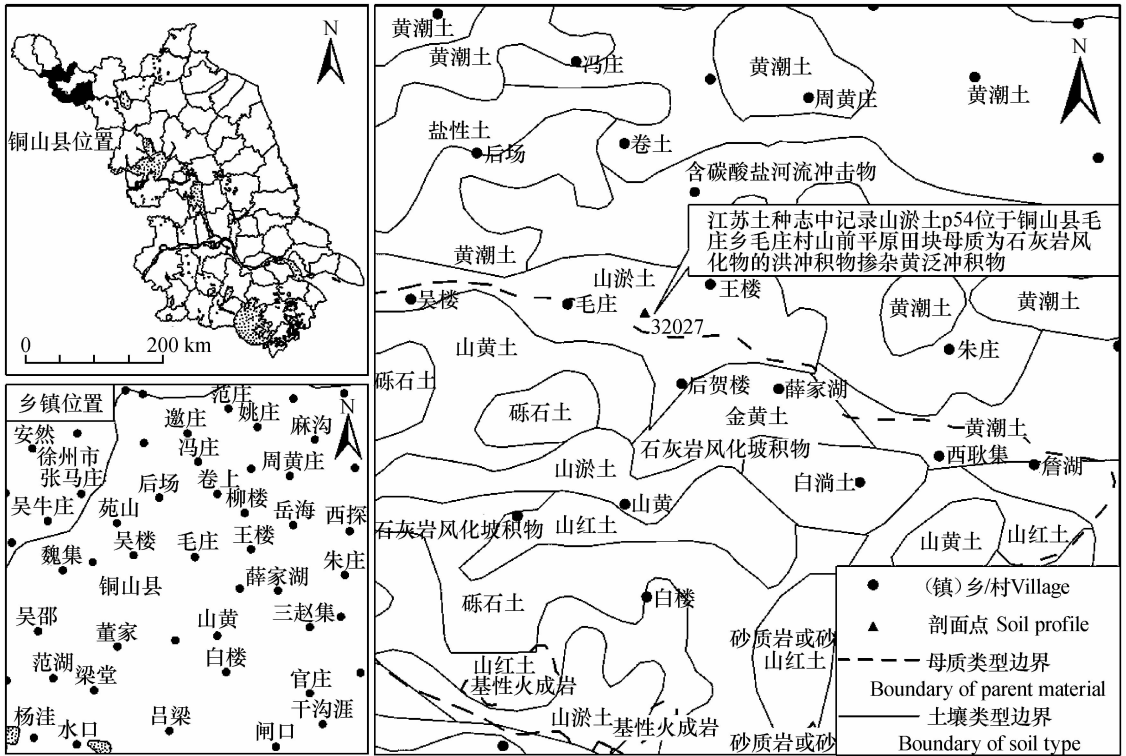 N
铜山县位置
0 200 km
乡镇位置
N
范庄
姚庄
邀庄
麻沟
安然
徐州市
冯庄
张马庄
周黄庄
后场
卷上
吴牛庄
苑山
柳楼
岳海
西探
吴楼
毛庄
王楼
魏集
朱庄
铜山县
薛家湖
吴邵
三赵集
董家
山黄
范湖
白楼
梁堂
官庄
干沟涯
杨洼
水口
吕梁
闸口
黄潮土
N
黄潮土
冯庄
黄潮土
周黄庄
黄潮土
盐性土
后场
卷土
含碳酸盐河流冲击物
江苏土种志中记录山淤土p54位于铜山县毛
庄乡毛庄村山前平原田块母质为石灰岩风
化物的洪冲积物掺杂黄泛冲积物
黄潮土
山淤土
王楼
吴楼
毛庄
32027
黄潮土
黄潮土
山黄土
朱庄
砾石土
后贺楼
薛家湖
砾石土
金黄土
黄潮土
石灰岩风化坡积物
西耿集
詹湖
山淤土
白淌土
山黄
石灰岩风化坡积物
山红土
山黄土
山红土
砾石土
白楼
砂质岩或砂
山红土
山红土
基性火成岩
山淤土
基性火成岩
砂质岩或砂
(镇)乡/村Village
剖面点 Soil profile
母质类型边界
Boundary of parent material
土壤类型边界
Boundary of soil type